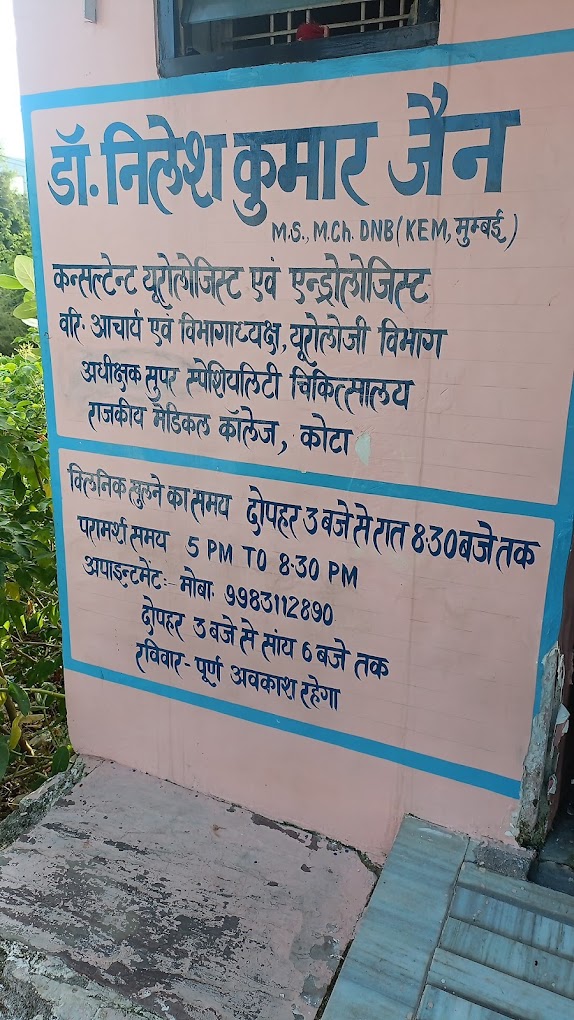 डॉ. निलेश कुमार जैन
M.S., M.Ch. DNB (KEM, मुम्बई)
कन्सल्टेन्ट यूरोलोजिस्ट एवं एन्ड्रोलोजिस्ट
वरि. आचार्य एवं विभागाध्यक्ष, यूरोलोजी विभाग
अधीक्षक सुपर स्पेशियलिटी चिकित्सालय
राजकीय मेडिकल कॉलेज, कोटा
क्लिनिक खुलने का समय दोपहर 3 बजे से रात 8:30 बजे तक
परामर्श समय 5 PM TO 8:30 PM
अपाइन्टमेंट:- मोबा. 9983112890
दोपहर 3 बजे से सांय 6 बजे तक
रविवार - पूर्ण अवकाश रहेगा